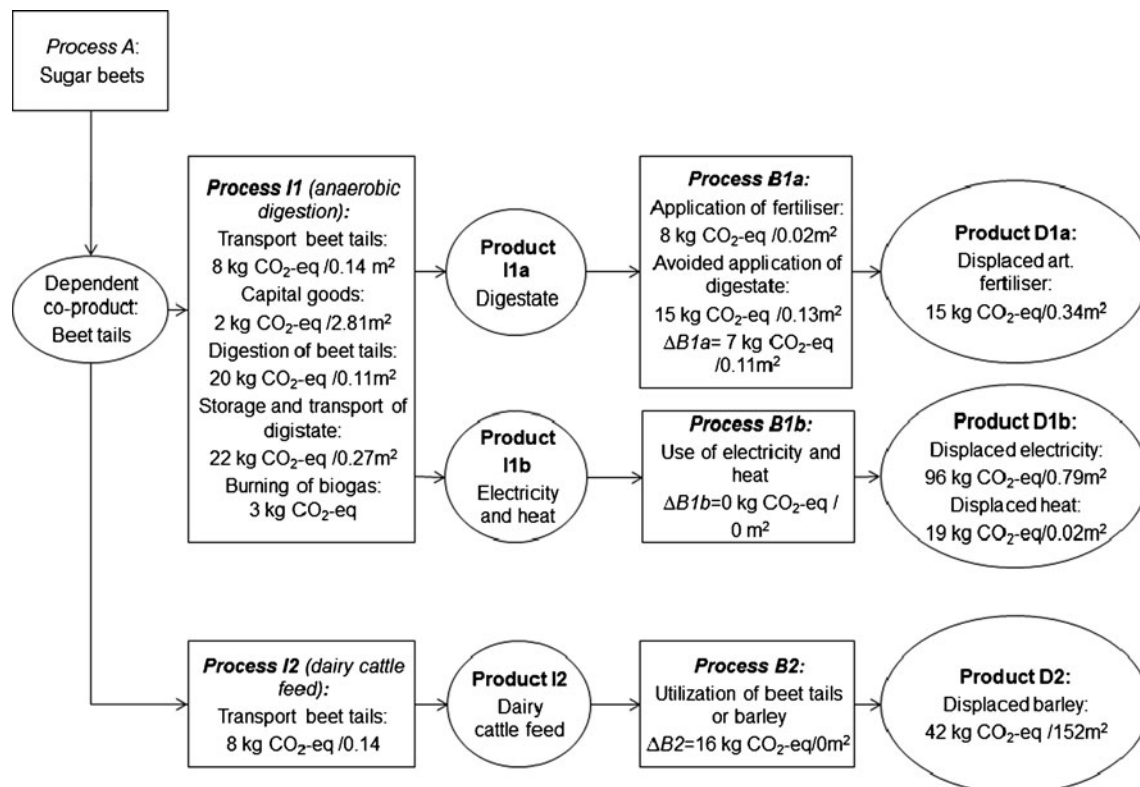 Process A:
Sugar beets
Dependent
co-product:
Beet tails
Process I1 (anaerobic
digestion):
Transport beet tails:
8 kg CO₂-eq /0.14 m²
Capital goods:
2 kg CO₂-eq /2.81m²
Digestion of beet tails:
20 kg CO₂-eq /0.11m²
Storage and transport of
digistate:
22 kg CO₂-eq /0.27m²
Burning of biogas:
3 kg CO₂-eq
Product
I1a
Digestate
Process B1a:
Application of fertiliser:
8 kg CO₂-eq /0.02m²
Avoided application of
digestate:
15 kg CO₂-eq /0.13m²
ΔB1a= 7 kg CO₂-eq
/0.11m²
Product D1a:
Displaced art.
fertiliser:
15 kg CO₂-eq/0.34m²
Product
I1b
Electricity
and heat
Process B1b:
Use of electricity and
heat
ΔB1b=0 kg CO₂-eq /
0 m²
Product D1b:
Displaced electricity:
96 kg CO₂-eq/0.79m²
Displaced heat:
19 kg CO₂-eq/0.02m²
Process I2 (dairy cattle
feed):
Transport beet tails:
8 kg CO₂-eq /0.14
Product I2
Dairy
cattle feed
Process B2:
Utilization of beet tails
or barley
ΔB2=16 kg CO₂-eq/0m²
Product D2:
Displaced barley:
42 kg CO₂-eq /152m²